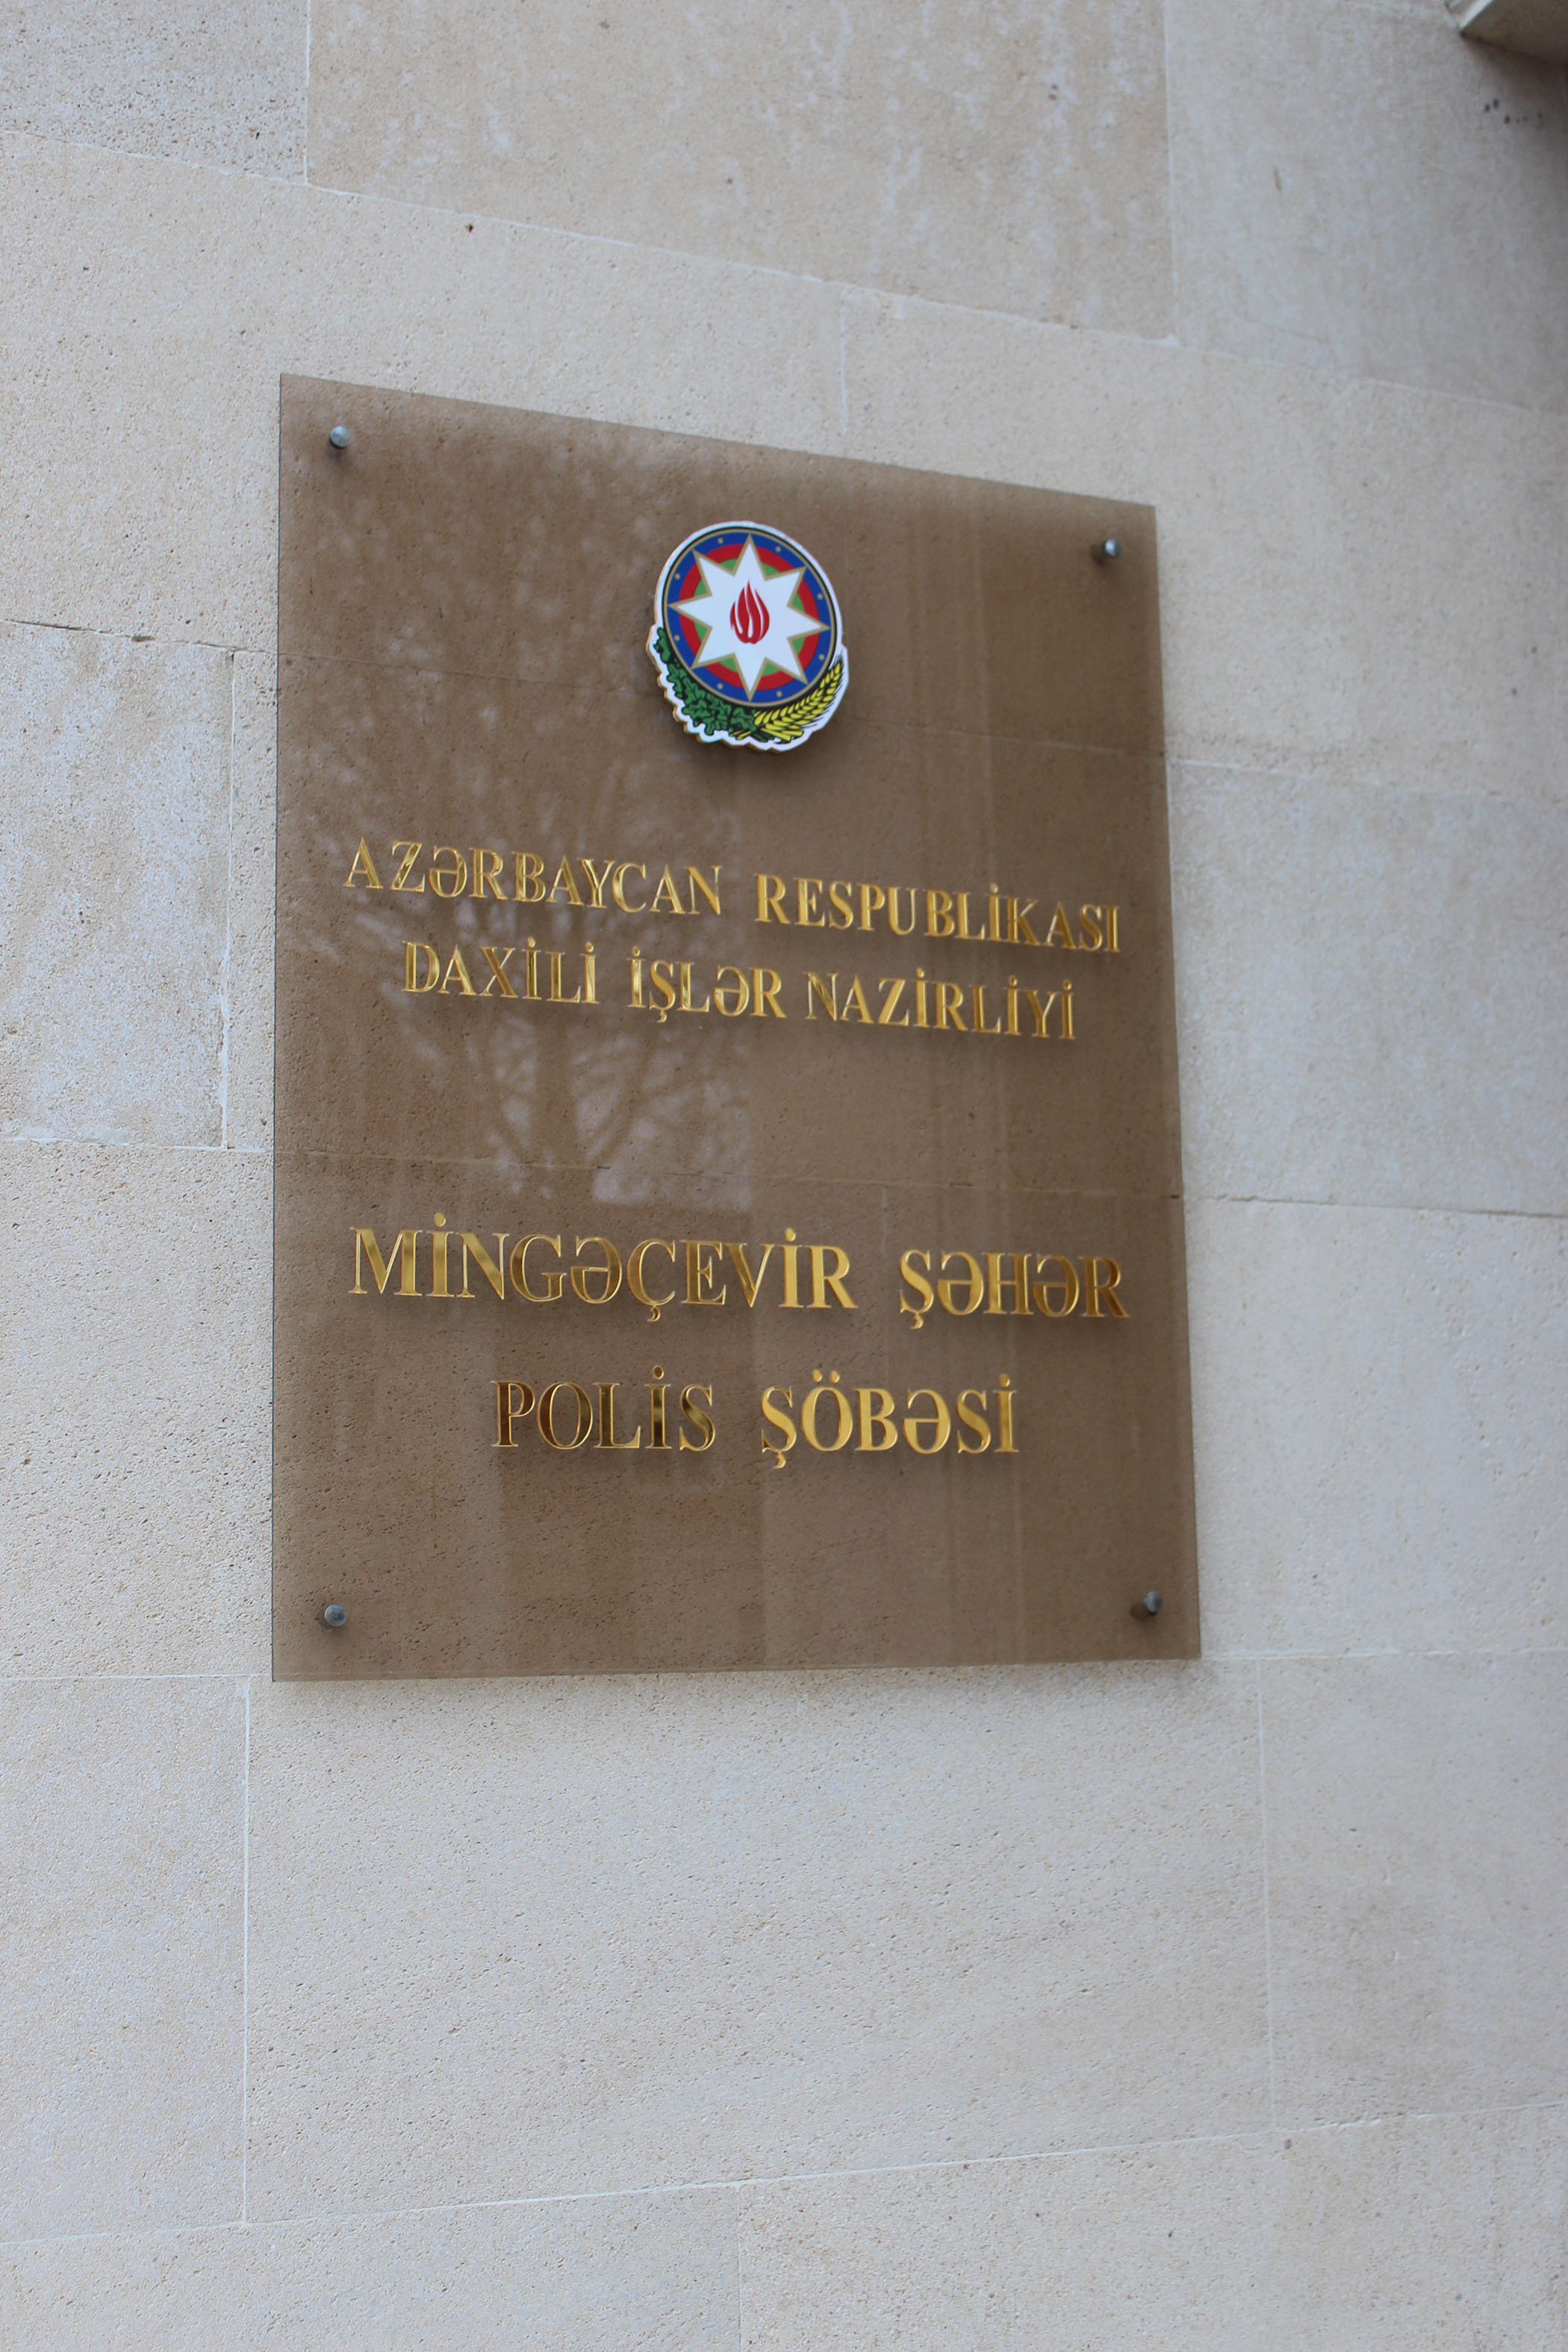 AZƏRBAYCAN RESPUBLİKASI
DAXİLİ İŞLƏR NAZİRLİYİ
MİNGƏÇEVİR ŞƏHƏR
POLİS ŞÖBƏSİ